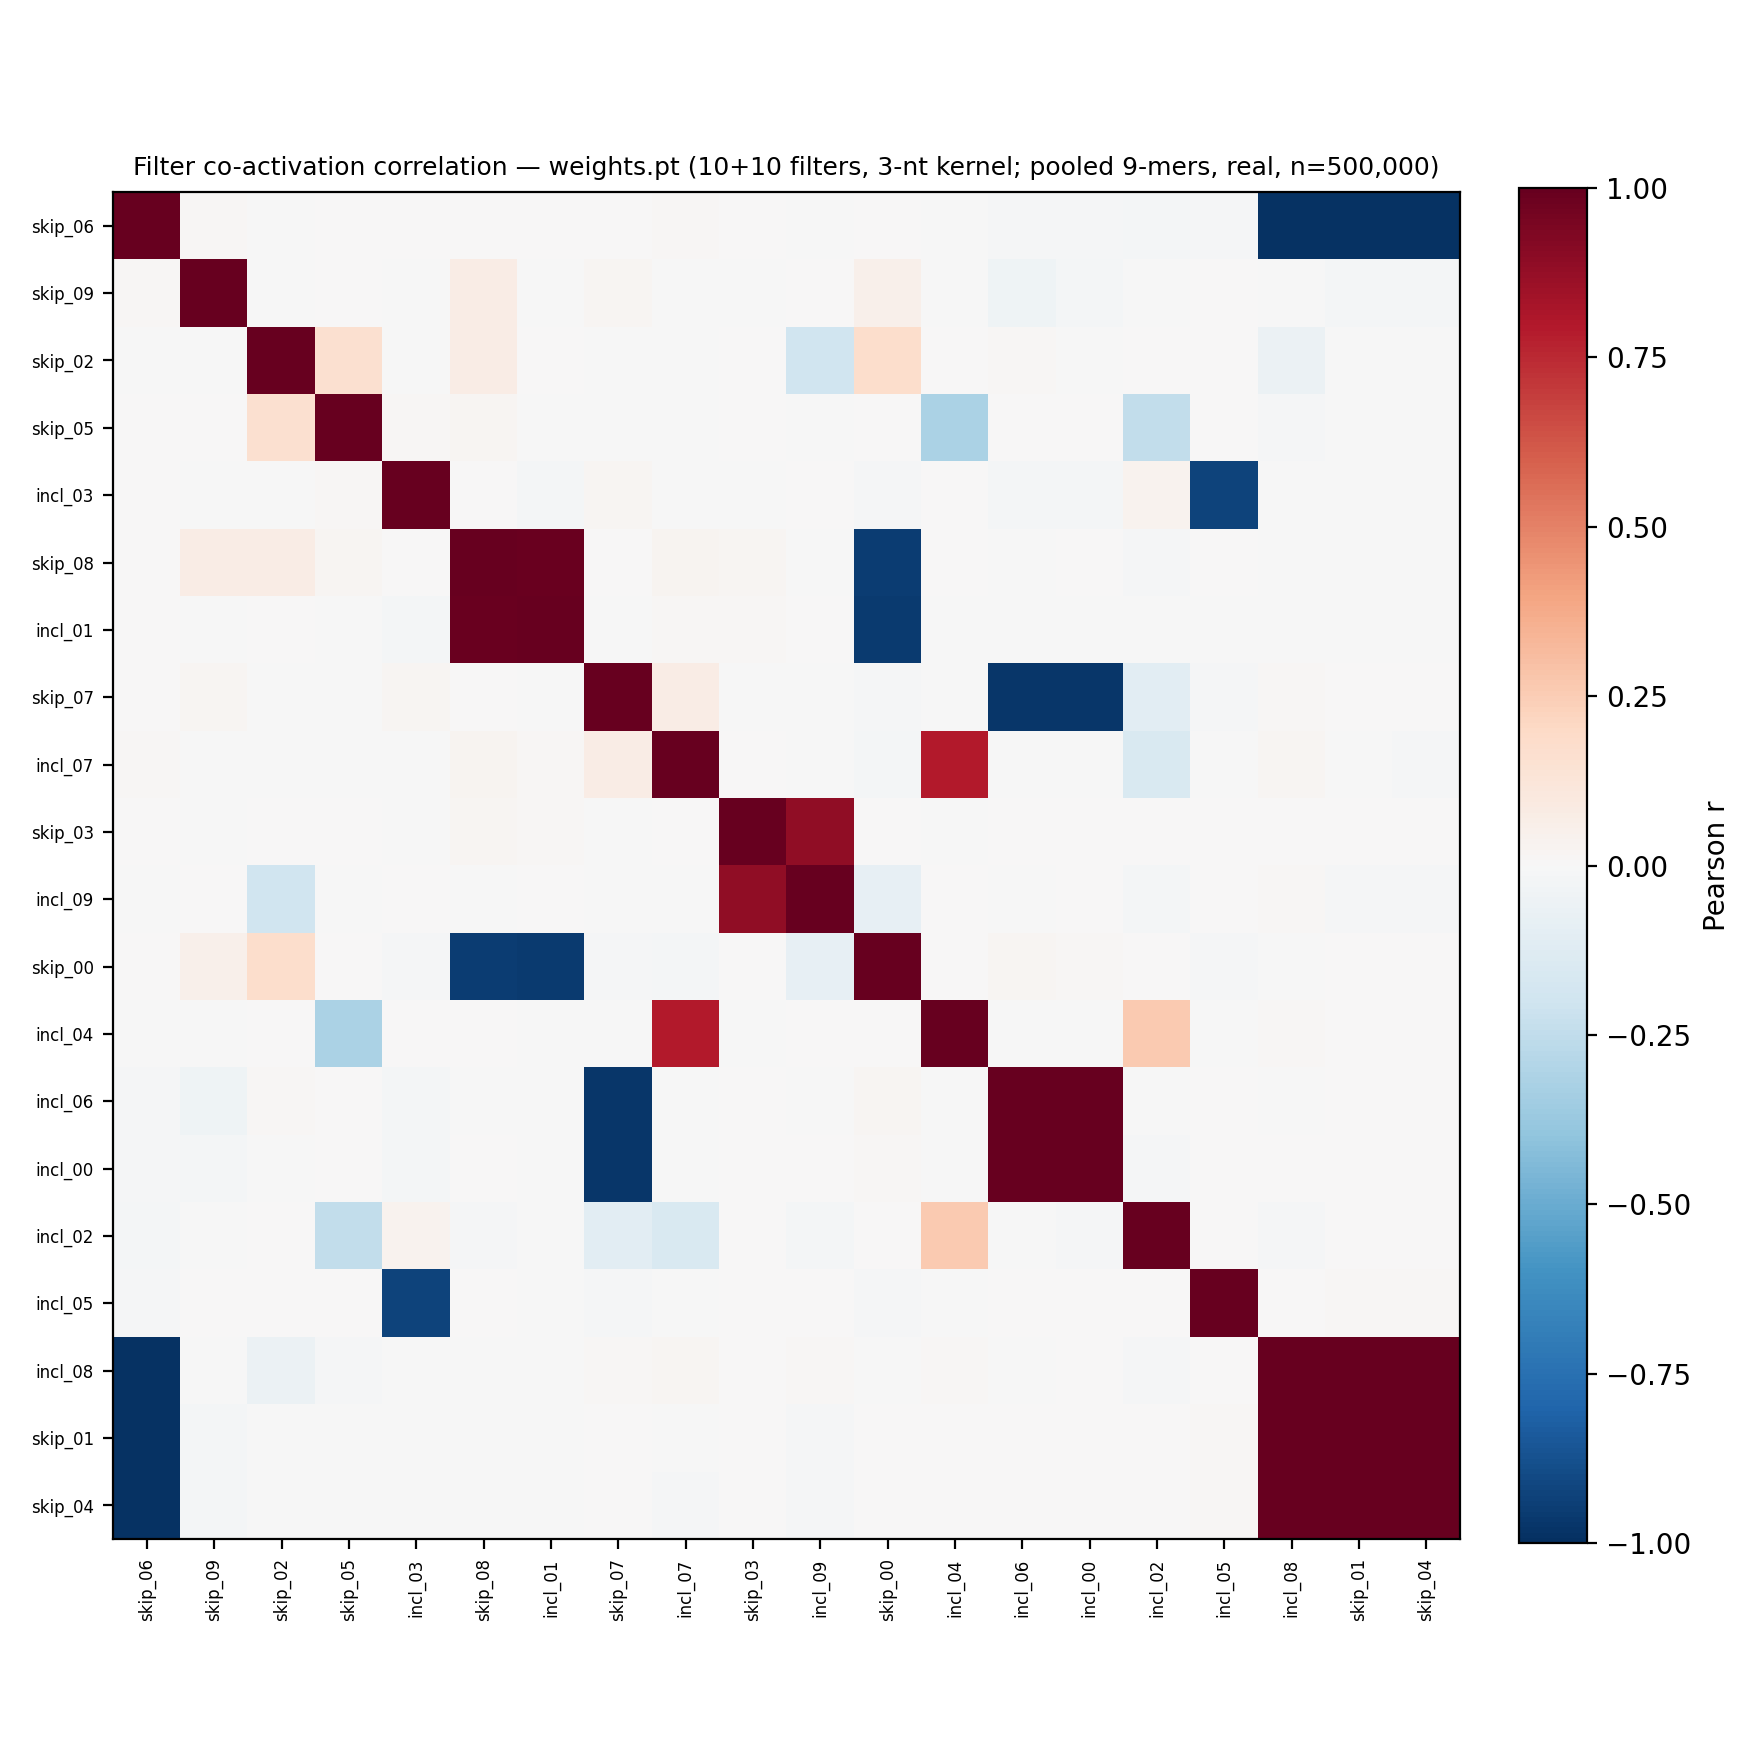 Filter co-activation correlation — weights.pt (10+10 filters, 3-nt kernel; pooled 9-mers, real, n=500,000)
skip_06
skip_09
skip_02
skip_05
incl_03
skip_08
incl_01
skip_07
incl_07
skip_03
incl_09
skip_00
incl_04
incl_06
incl_00
incl_02
incl_05
incl_08
skip_01
skip_04
skip_06
skip_09
skip_02
skip_05
incl_03
skip_08
incl_01
skip_07
incl_07
skip_03
incl_09
skip_00
incl_04
incl_06
incl_00
incl_02
incl_05
incl_08
skip_01
skip_04
1.00
0.75
0.50
0.25
0.00
−0.25
−0.50
−0.75
−1.00
Pearson r